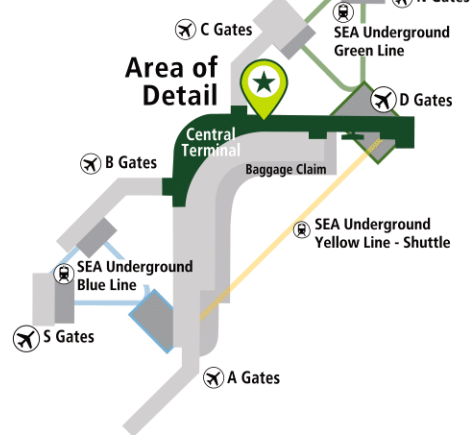 N Gates
C Gates
SEA Underground
Green Line
Area of
Detail
D Gates
Central
Terminal
B Gates
Baggage Claim
SEA Underground
Yellow Line - Shuttle
SEA Underground
Blue Line
S Gates
A Gates